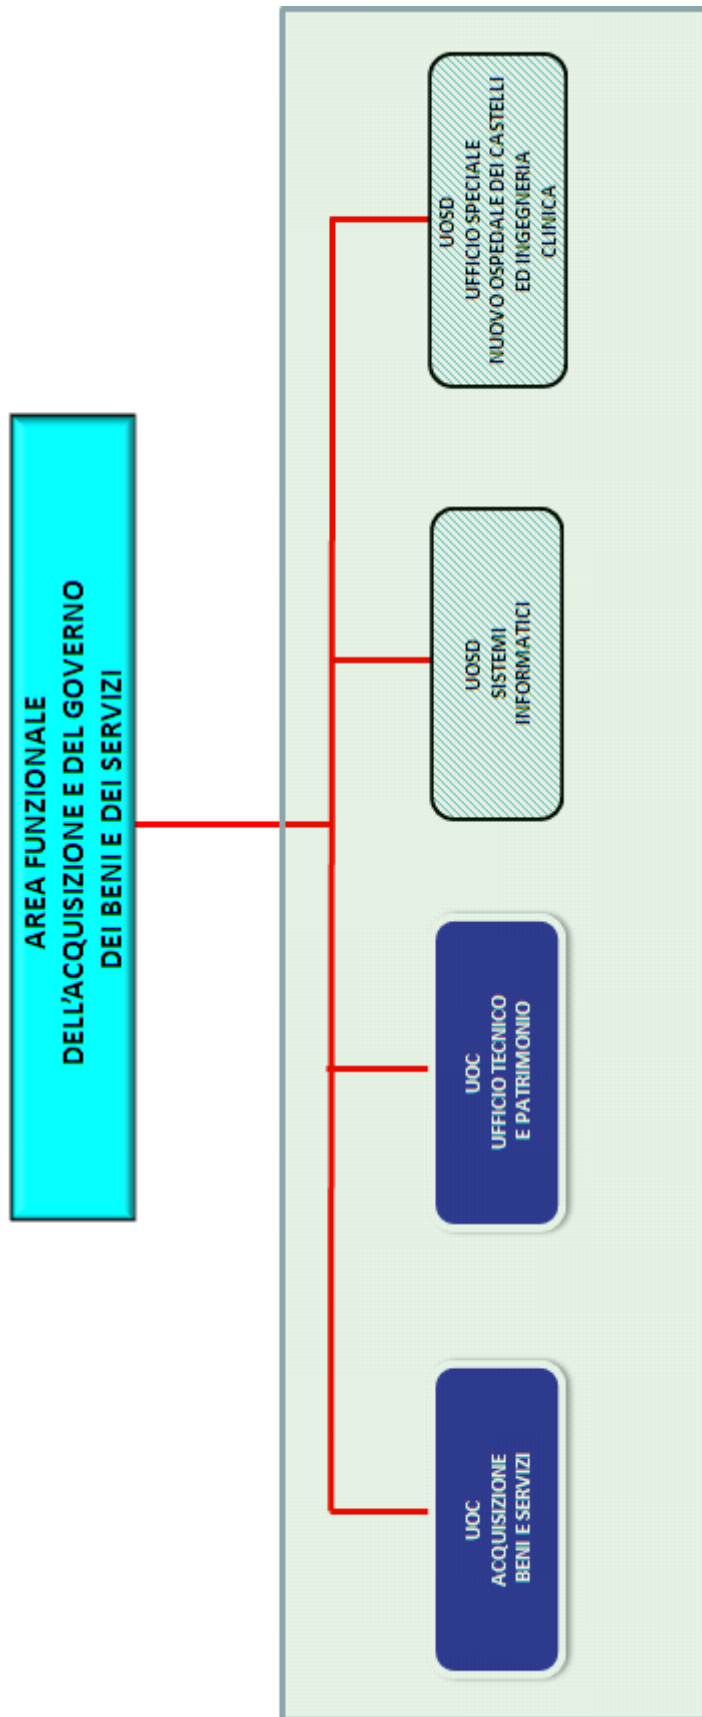 AREA FUNZIONALE
DELL'ACQUISIZIONE E DEL GOVERNO
DEI BENI E DEI SERVIZI
UOC
ACQUISIZIONE
BENI E SERVIZI
UOC
UFFICIO TECNICO
E PATRIMONIO
UOSD
SISTEMI
INFORMATICI
UOSD
UFFICIO SPECIALE
NUOVO OSPEDALE DEI CASTELLI
ED INGEGNERIA
CLINICA